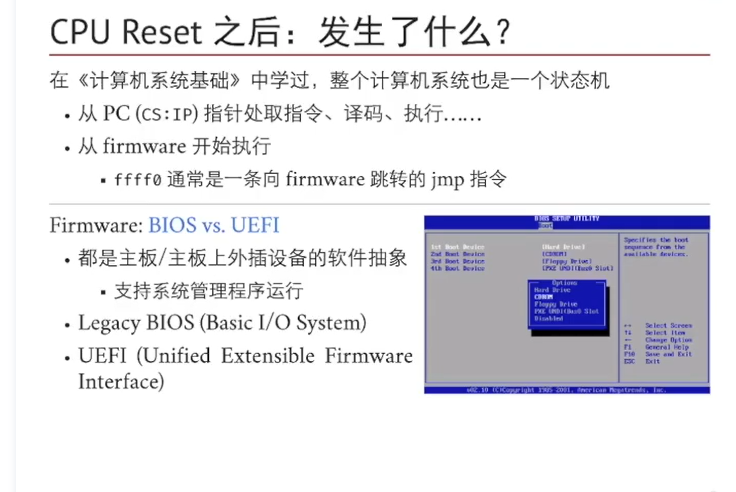 CPU Reset 之后：发生了什么？
在《计算机系统基础》中学过，整个计算机系统也是一个状态机
• 从 PC (CS:IP) 指针处取指令、译码、执行……
• 从 firmware 开始执行
▪ ffff0 通常是一条向 firmware 跳转的 jmp 指令
Firmware: BIOS vs. UEFI
• 都是主板/主板上外插设备的软件抽象
▪ 支持系统管理程序运行
• Legacy BIOS (Basic I/O System)
• UEFI (Unified Extensible Firmware
Interface)
BIOS SETUP UTILITY
Boot
1st Boot Device [Hard Drive]
2nd Boot Device [CDROM]
3rd Boot Device [Floppy Drive]
4th Boot Device [PXE UNDI(Bus0 Slot]
Options
Hard Drive
CDROM
Floppy Drive
PXE UNDI(Bus0 Slot
Disabled
Specifies the boot
sequence from the
available devices.
↔ Select Screen
↑↓ Select Item
+- Change Option
F1 General Help
F10 Save and Exit
ESC Exit
v02.10 (C)Copyright 1985-2001, American Megatrends, Inc.